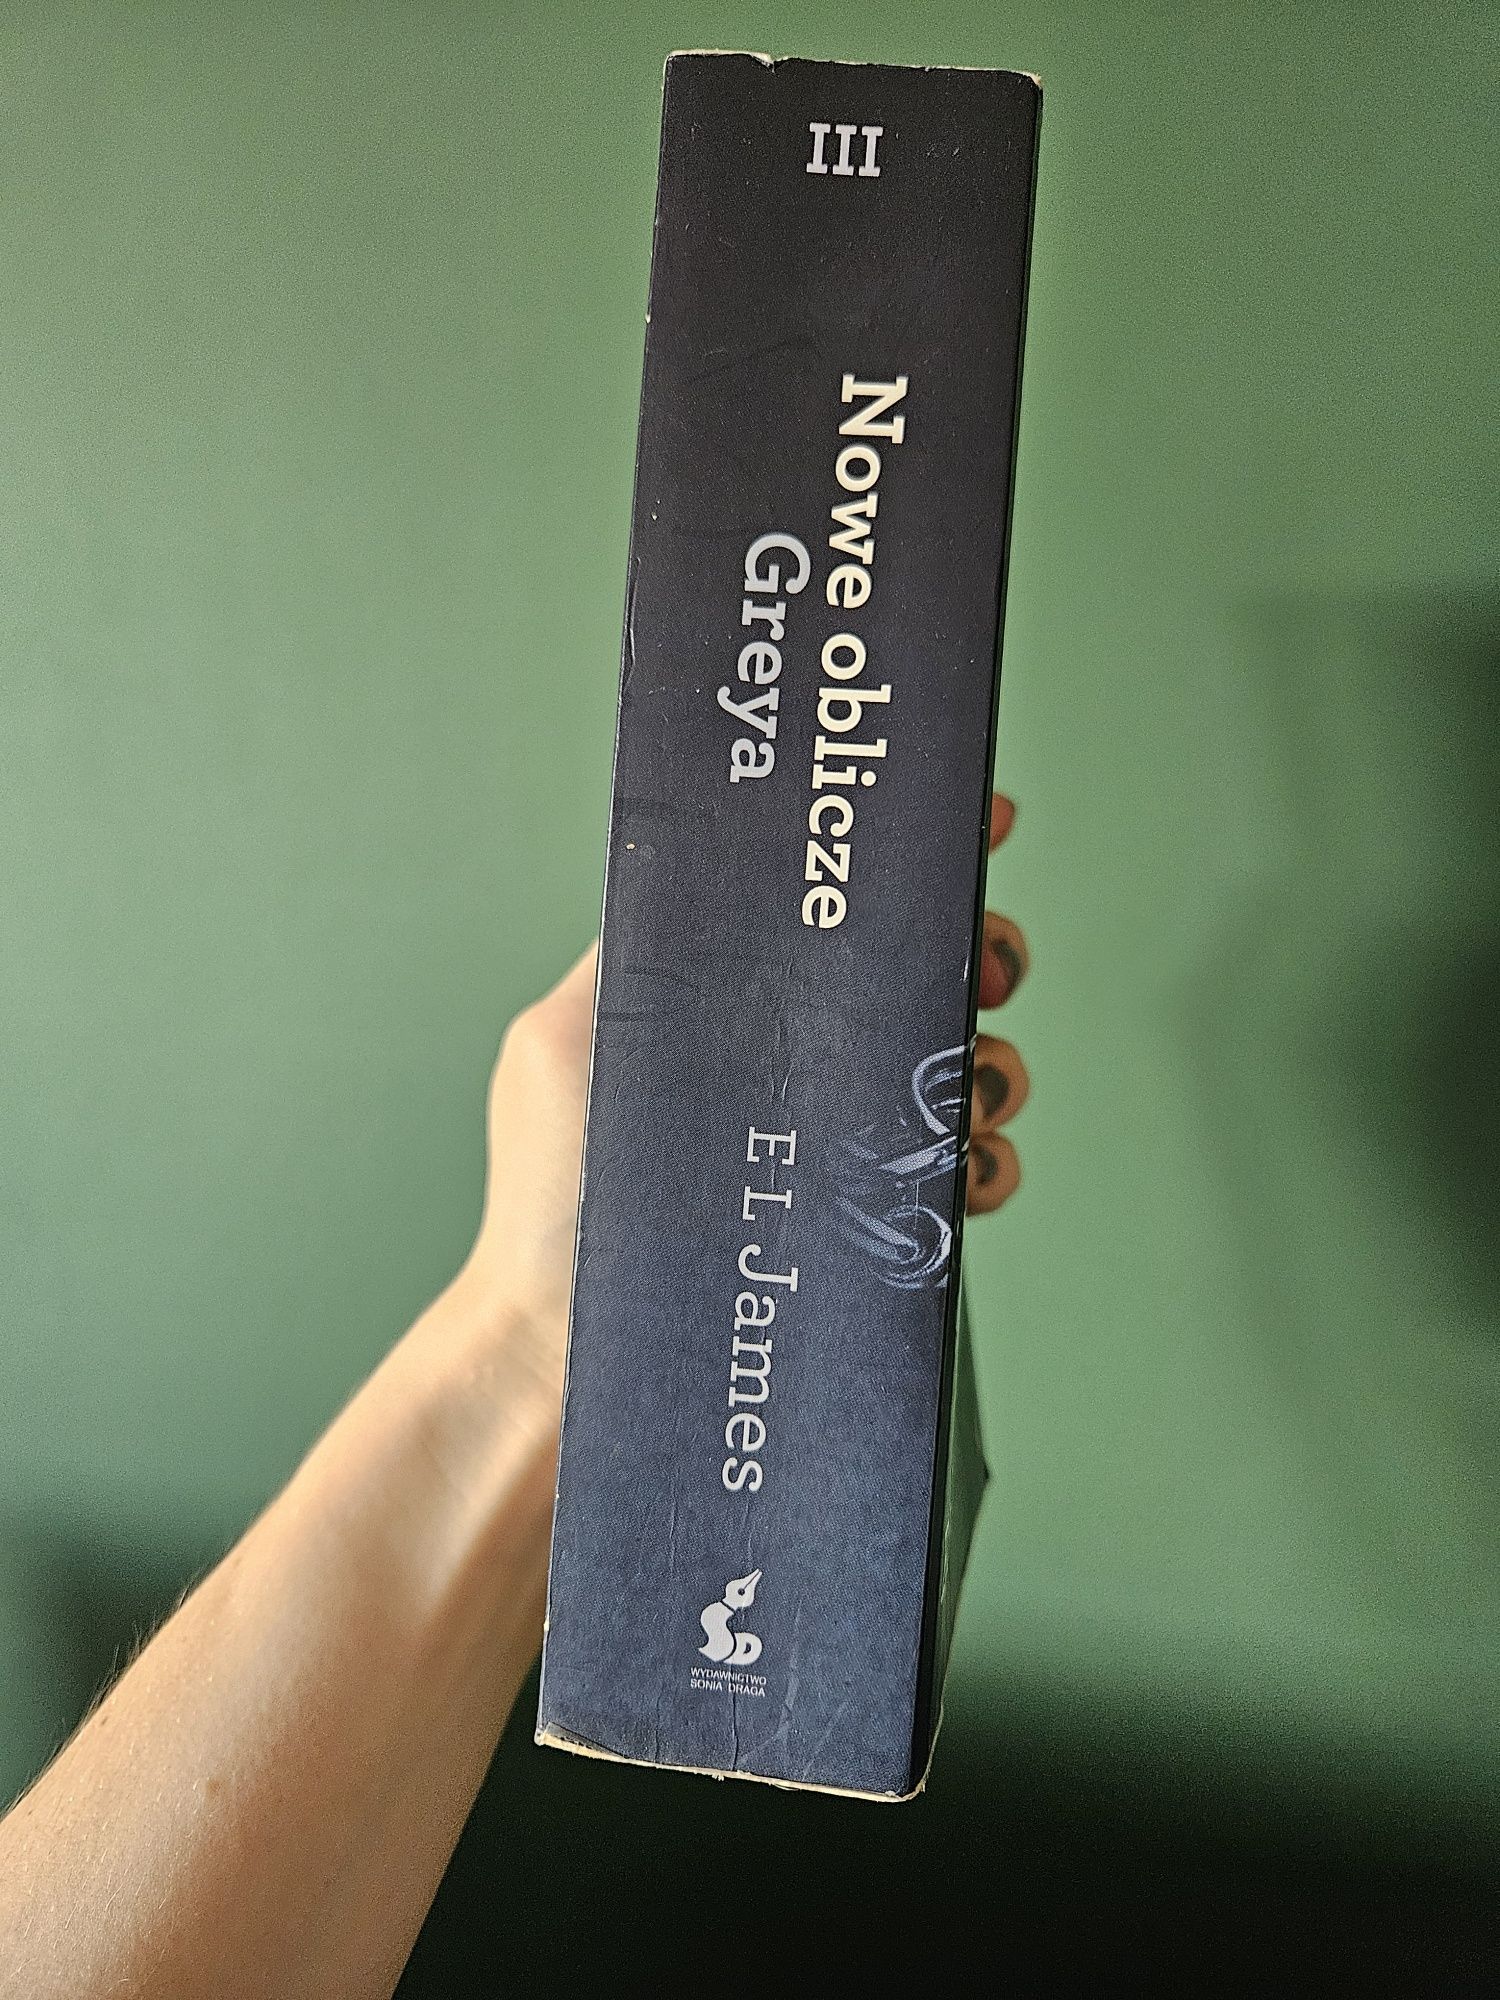 III
Nowe oblicze
Greya
E L James
WYDAWNICTWO
SONIA DRAGA